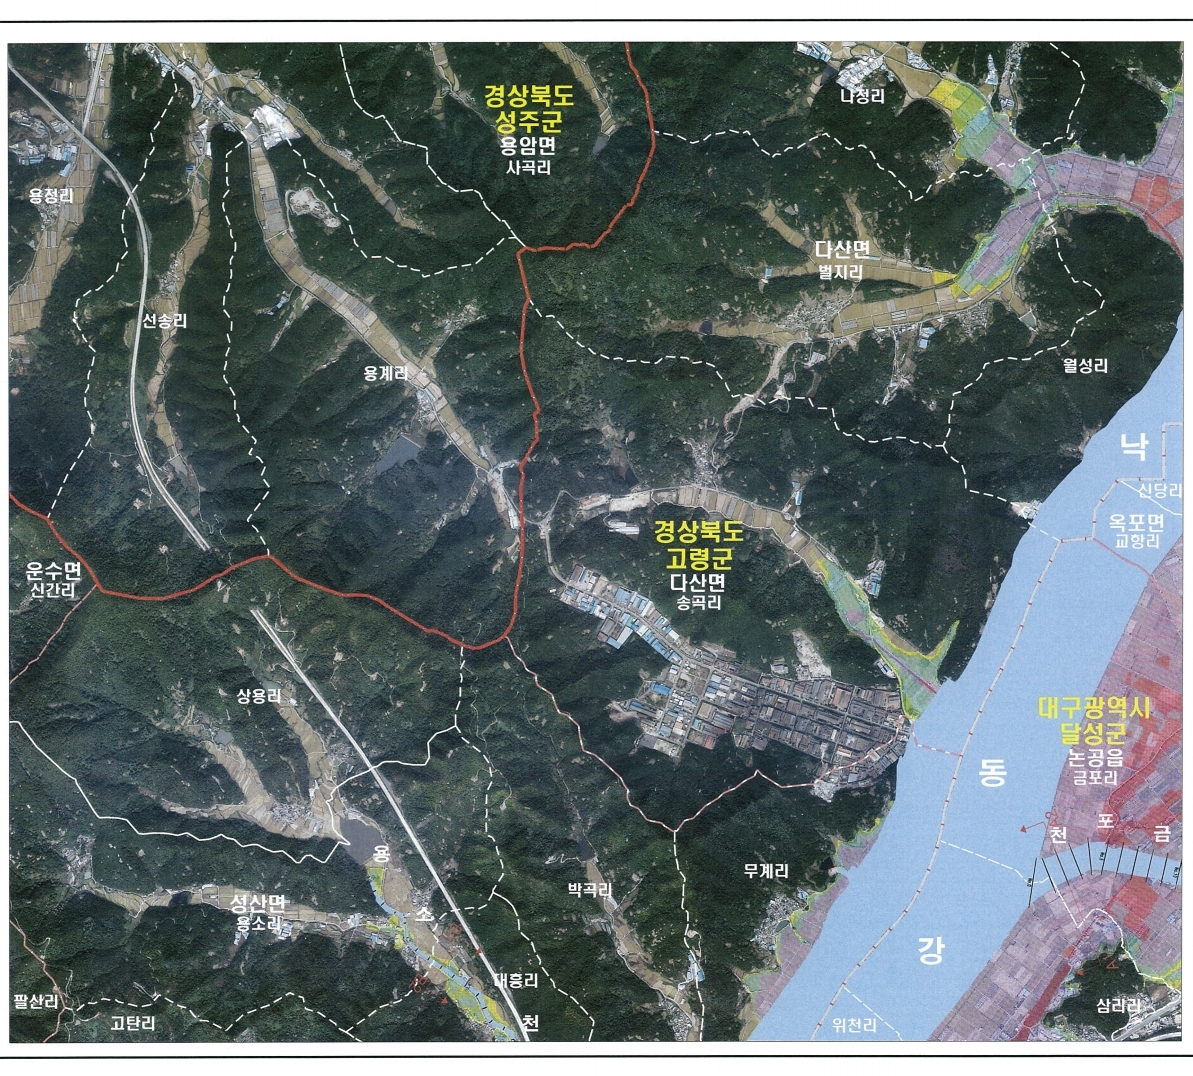 경상북도
성주군
용암면
사곡리
나정리
용정리
다산면
벌지리
선송리
월성리
용계리
낙
신당리
옥포면
교항리
경상북도
고령군
다산면
송곡리
운수면
신간리
상용리
대구광역시
달성군
논공읍
금포리
동
천 포 금
용
무계리
박곡리
성산면
용소리
소
강
대흥리
팔산리
고탄리
천
위천리
삼리리